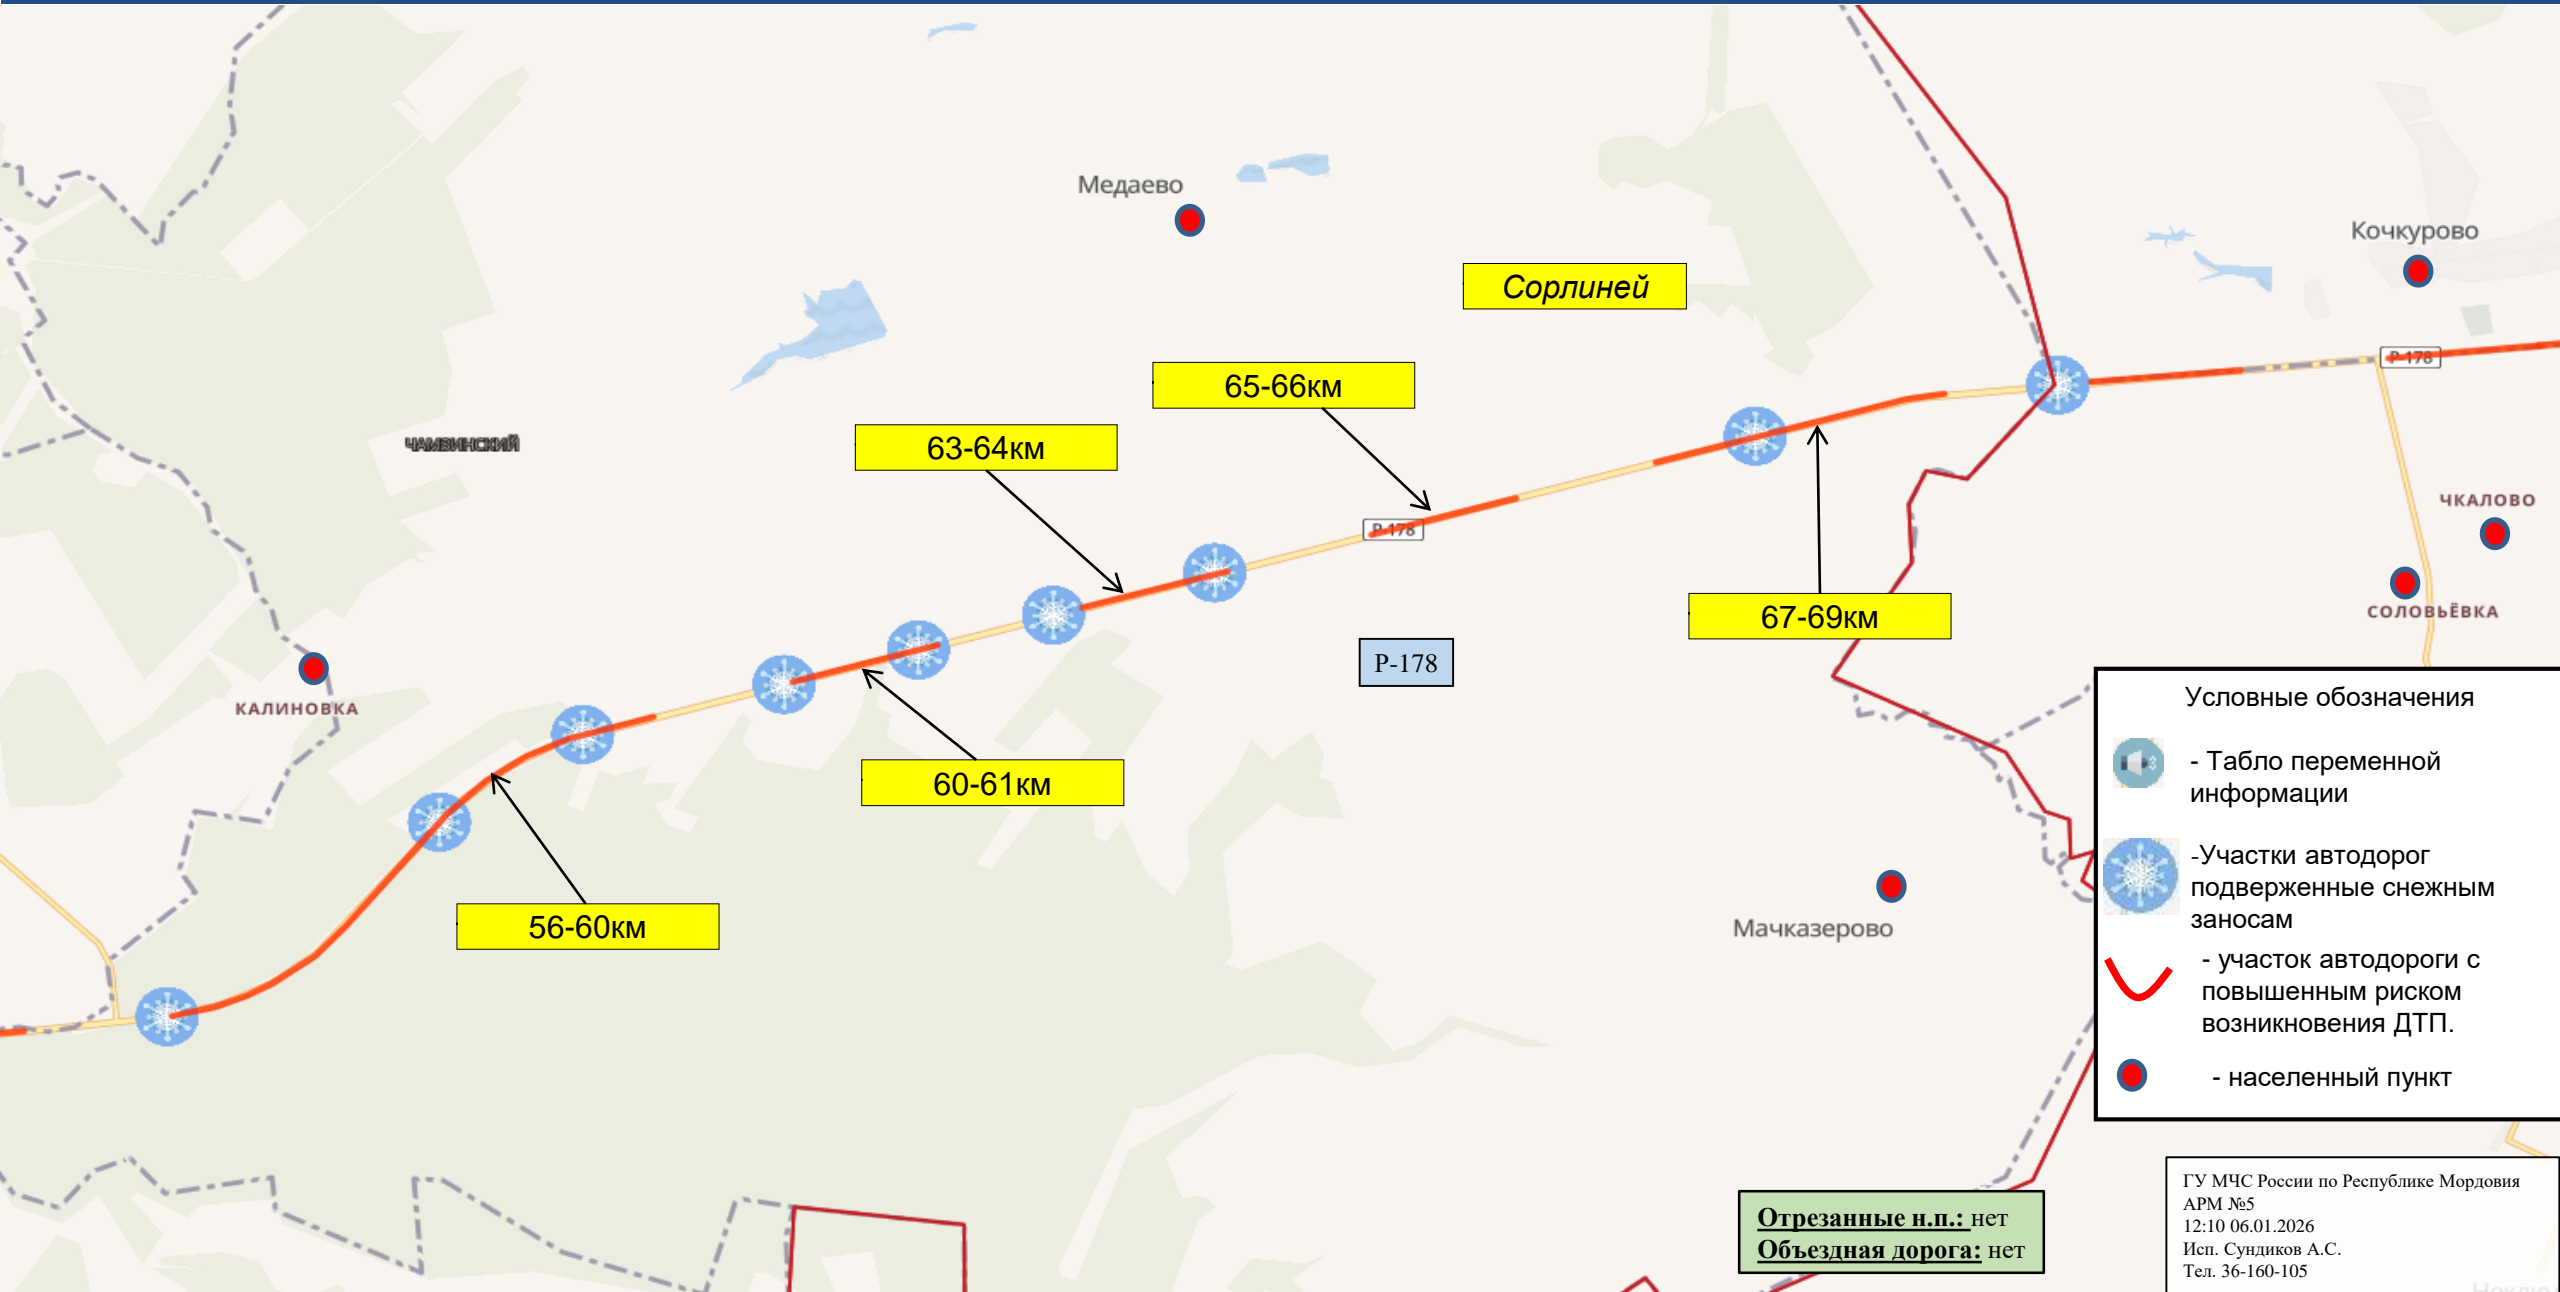 Медаево
Кочкурово
Сорлиней
Р-178
65-66км
63-64км
ЧАМЗИНСКИЙ
ЧКАЛОВО
Р-178
СОЛОВЬЁВКА
67-69км
Р-178
КАЛИНОВКА
60-61км
56-60км
Мачказерово
Условные обозначения
- Табло переменной
информации
-Участки автодорог
подверженные снежным
заносам
- участок автодороги с
повышенным риском
возникновения ДТП.
- населенный пункт
Отрезанные н.п.: нет
Объездная дорога: нет
ГУ МЧС России по Республике Мордовия
АРМ №5
12:10 06.01.2026
Исп. Сундиков А.С.
Тел. 36-160-105